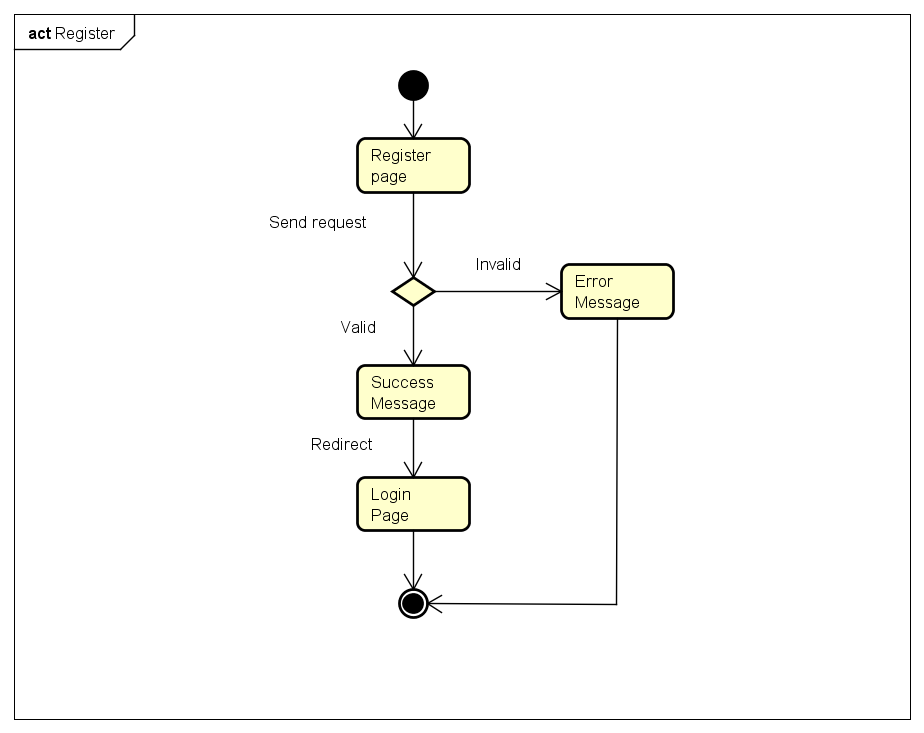 act Register
Register
page
Send request
Invalid
Error
Message
Valid
Success
Message
Redirect
Login
Page